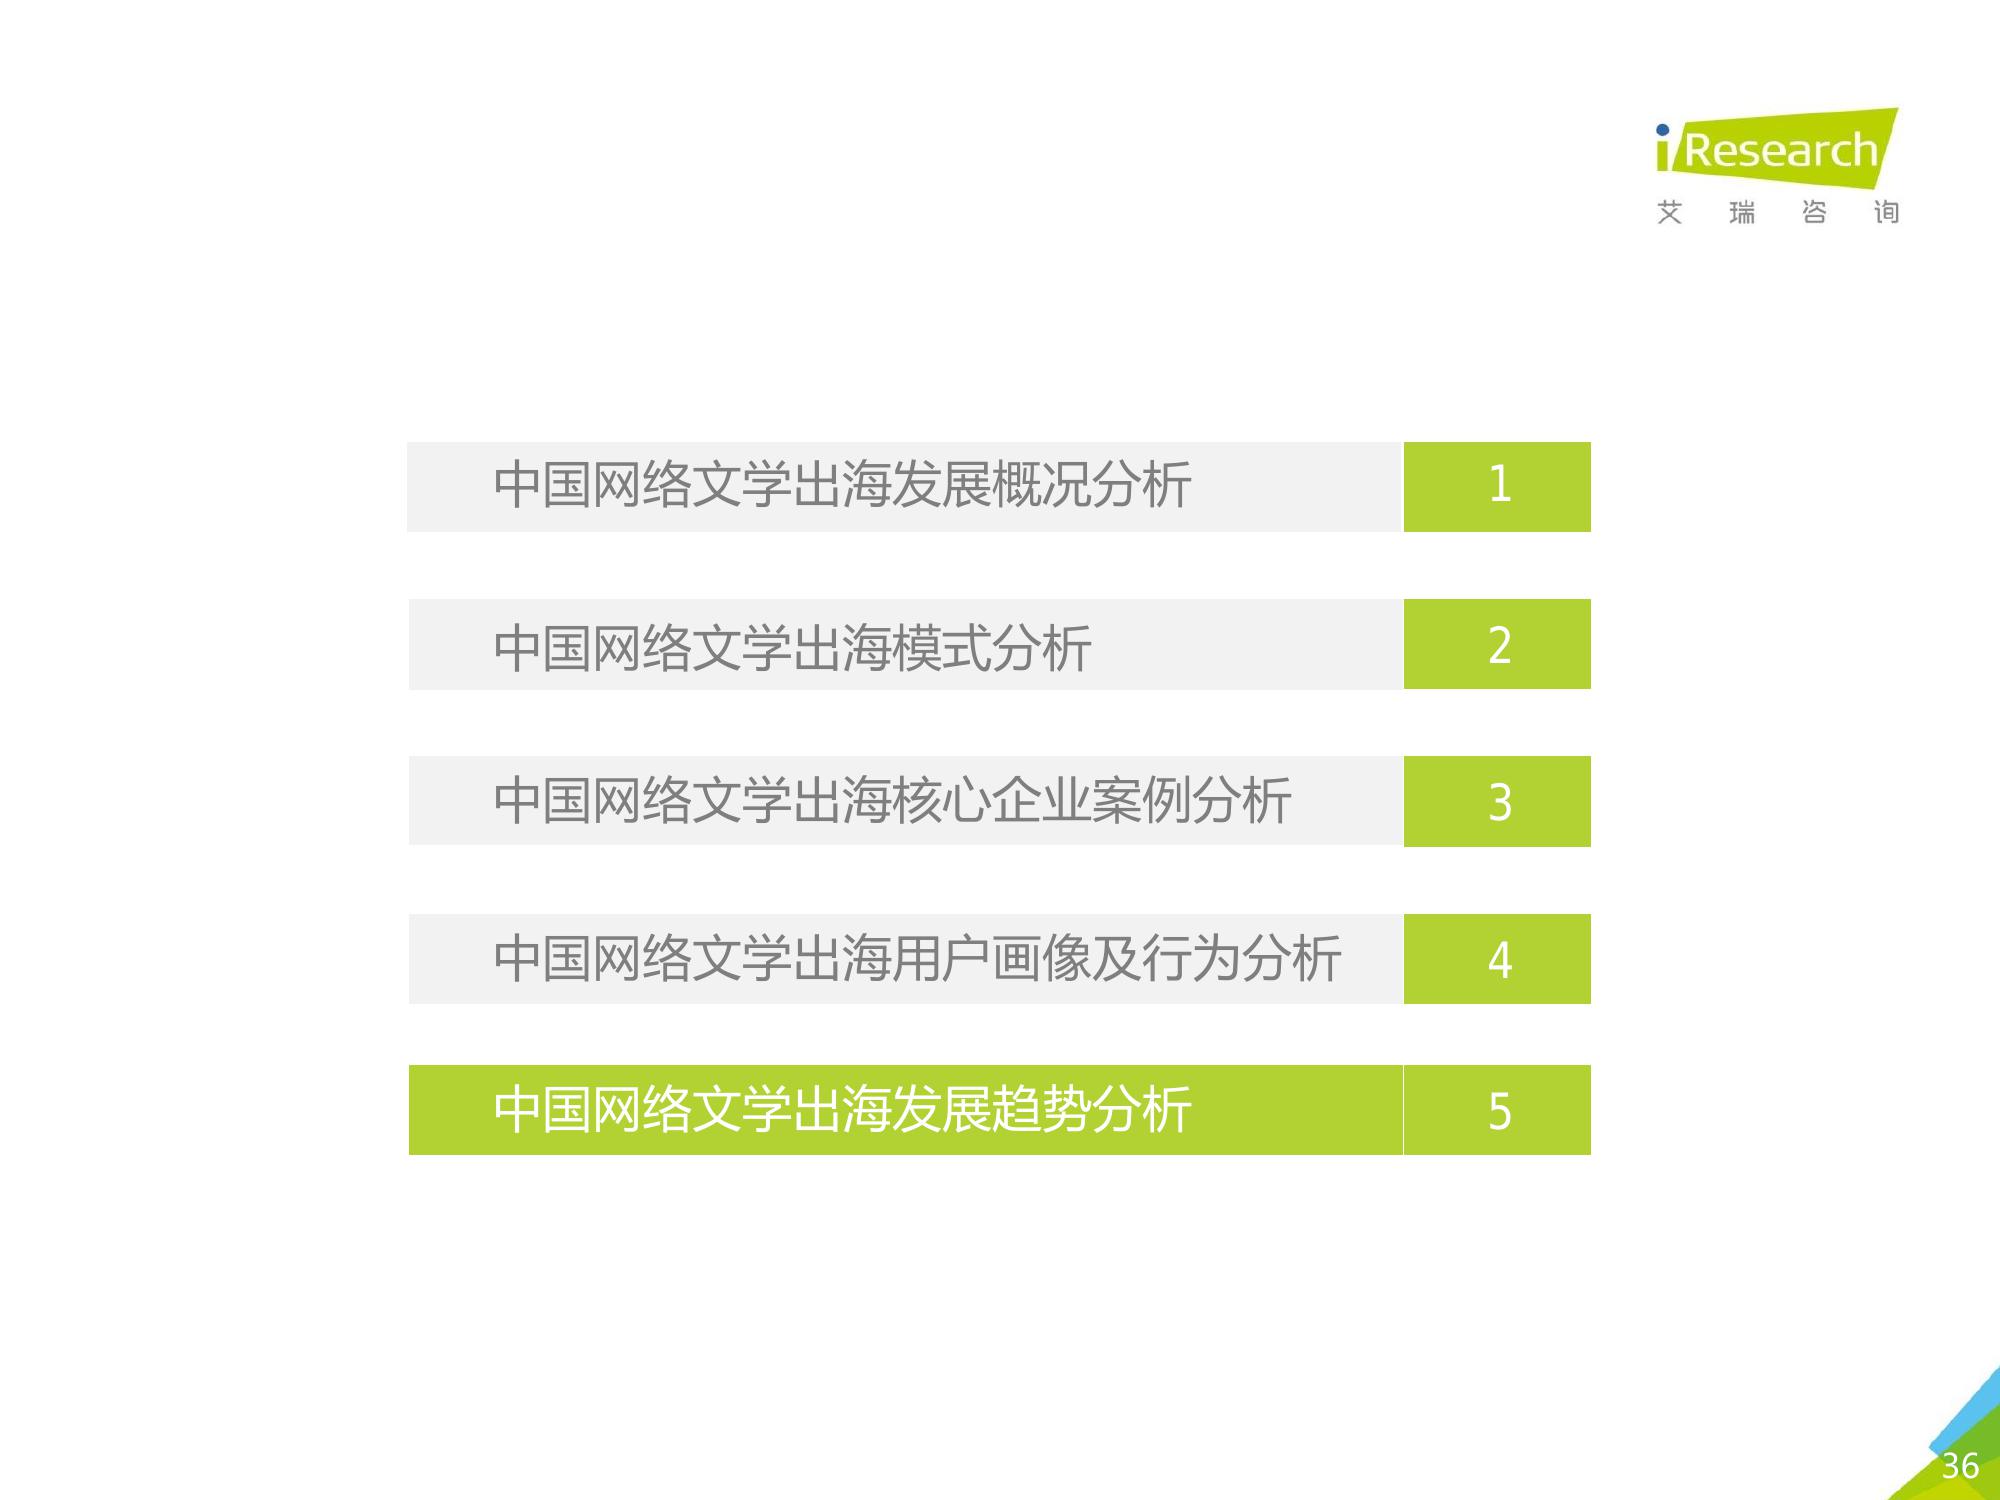 iResearch
艾瑞咨询
中国网络文学出海发展概况分析 1
中国网络文学出海模式分析 2
中国网络文学出海核心企业案例分析 3
中国网络文学出海用户画像及行为分析 4
中国网络文学出海发展趋势分析 5
36